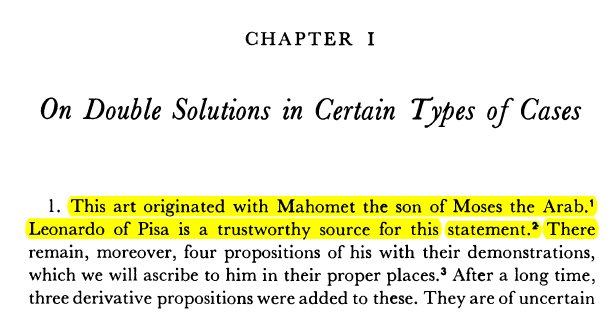 CHAPTER I
On Double Solutions in Certain Types of Cases
1. This art originated with Mahomet the son of Moses the Arab.¹
Leonardo of Pisa is a trustworthy source for this statement.² There
remain, moreover, four propositions of his with their demonstrations,
which we will ascribe to him in their proper places.³ After a long time,
three derivative propositions were added to these. They are of uncertain